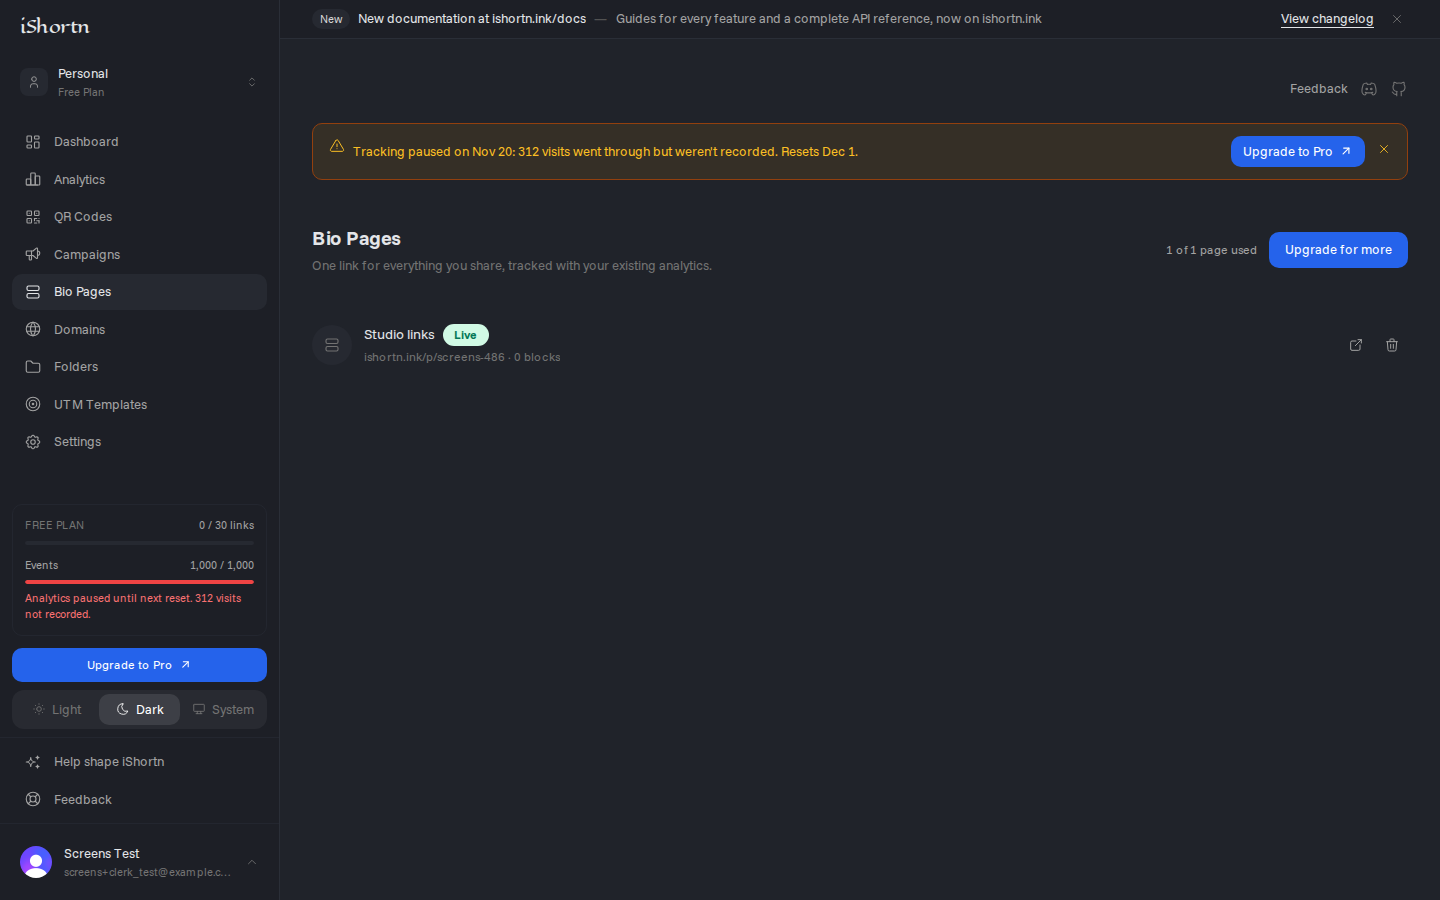 iShortn
Personal
Free Plan
Dashboard
Analytics
QR Codes
Campaigns
Bio Pages
Domains
Folders
UTM Templates
Settings
FREE PLAN 0 / 30 links
Events 1,000 / 1,000
Analytics paused until next reset. 312 visits
not recorded.
Upgrade to Pro
Light Dark System
Help shape iShortn
Feedback
Screens Test
screens+clerk_test@example.c...
New New documentation at ishortn.ink/docs — Guides for every feature and a complete API reference, now on ishortn.ink View changelog
Feedback
Tracking paused on Nov 20: 312 visits went through but weren't recorded. Resets Dec 1. Upgrade to Pro
Bio Pages
One link for everything you share, tracked with your existing analytics.
1 of 1 page used Upgrade for more
Studio links Live
ishortn.ink/p/screens-486 · 0 blocks